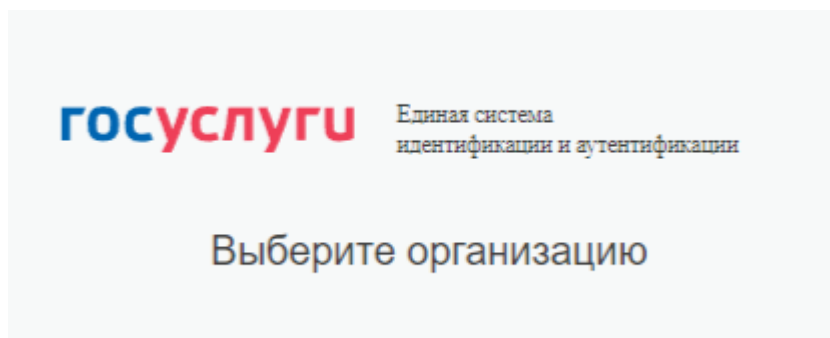 госуслуги
Единая система
идентификации и аутентификации
Выберите организацию